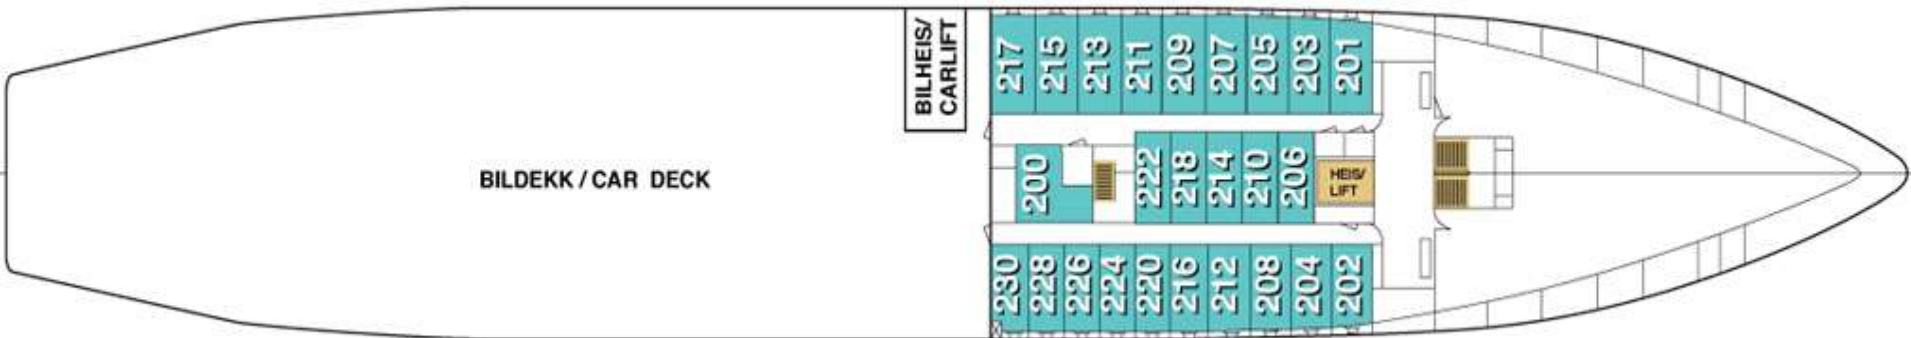 BILHEIS/
CARLIFT
217 215 213 211 209 207 205 203 201
BILDEKK / CAR DECK
200 222 218 214 210 206
HEIS/
LIFT
230 228 226 224 220 216 212 208 204 202